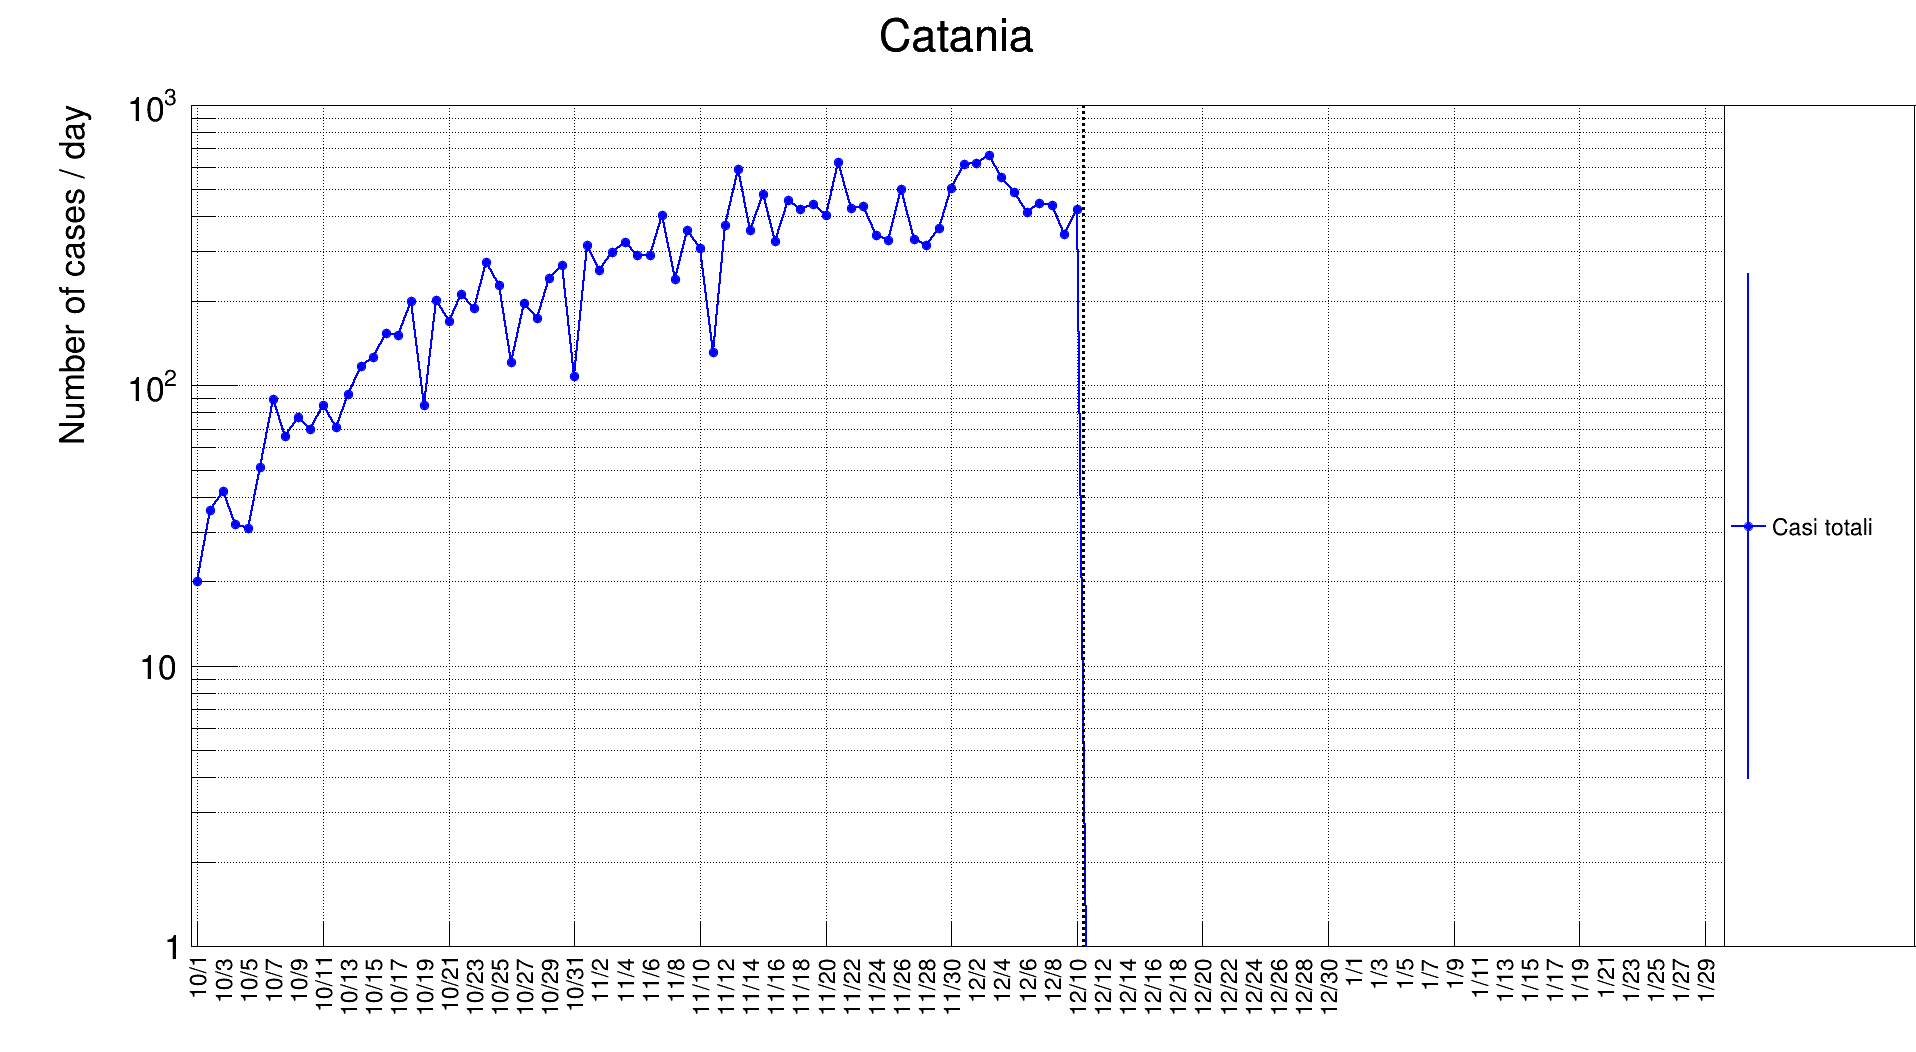 Catania
Number of cases / day
10³
10²
10
1
10/1 10/3 10/5 10/7 10/9 10/11 10/13 10/15 10/17 10/19 10/21 10/23 10/25 10/27 10/29 10/31 11/2 11/4 11/6 11/8 11/10 11/12 11/14 11/16 11/18 11/20 11/22 11/24 11/26 11/28 11/30 12/2 12/4 12/6 12/8 12/10 12/12 12/14 12/16 12/18 12/20 12/22 12/24 12/26 12/28 12/30 1/1 1/3 1/5 1/7 1/9 1/11 1/13 1/15 1/17 1/19 1/21 1/23 1/25 1/27 1/29
Casi totali